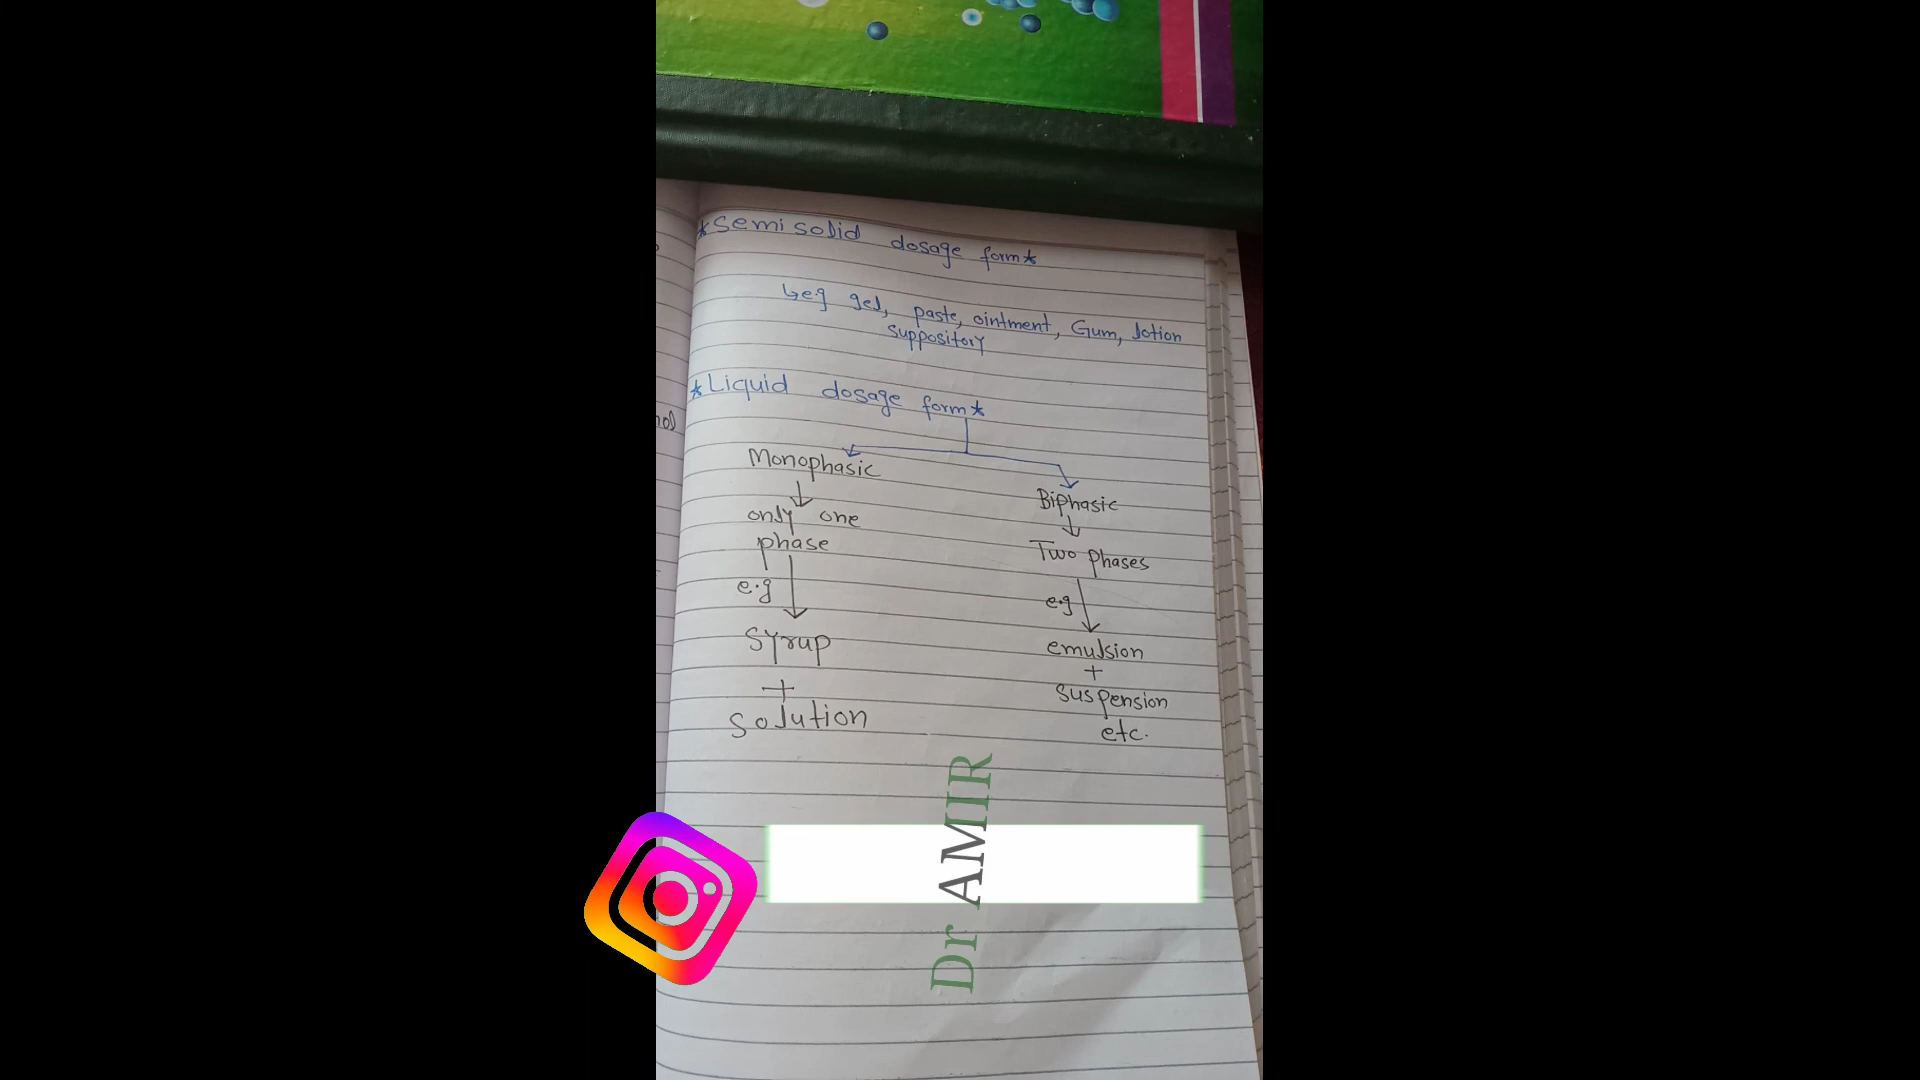 *Semi solid dosage form*
↳e.g gel, paste, ointment, Gum, lotion
suppository
*Liquid dosage form*
Monophasic
Biphasic
only one
phase
Two phases
e.g
e.g
Syrup
+
Solution
emulsion
+
Suspension
etc.
Dr AMIR